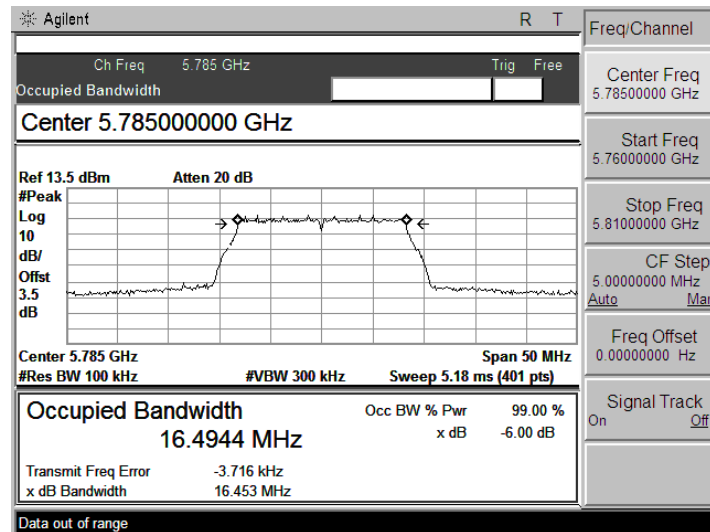 Agilent R T
Ch Freq 5.785 GHz Trig Free
Occupied Bandwidth
Center 5.785000000 GHz
Ref 13.5 dBm Atten 20 dB
#Peak
Log
10
dB/
Offst
3.5
dB
Center 5.785 GHz Span 50 MHz
#Res BW 100 kHz #VBW 300 kHz Sweep 5.18 ms (401 pts)
Occupied Bandwidth Occ BW % Pwr 99.00 %
16.4944 MHz x dB -6.00 dB
Transmit Freq Error -3.716 kHz
x dB Bandwidth 16.453 MHz
Data out of range
Freq/Channel
Center Freq
5.78500000 GHz
Start Freq
5.76000000 GHz
Stop Freq
5.81000000 GHz
CF Step
5.00000000 MHz
Auto Man
Freq Offset
0.00000000 Hz
Signal Track
On Off